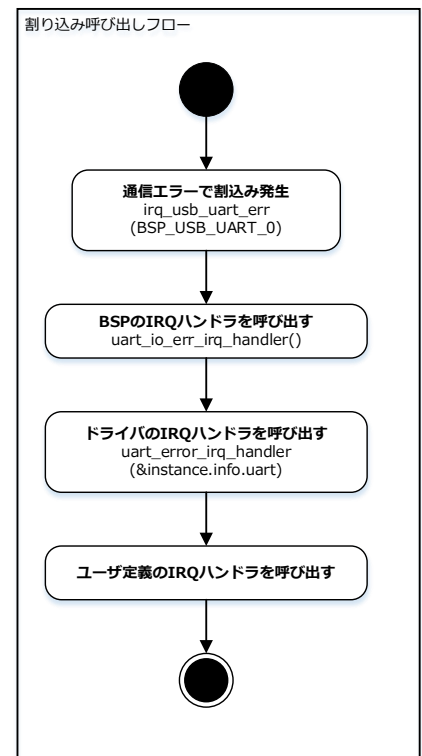 割り込み呼び出しフロー
通信エラーで割込み発生
irq_usb_uart_err
(BSP_USB_UART_0)
BSPのIRQハンドラを呼び出す
uart_io_err_irq_handler()
ドライバのIRQハンドラを呼び出す
uart_error_irq_handler
(&instance.info.uart)
ユーザ定義のIRQハンドラを呼び出す